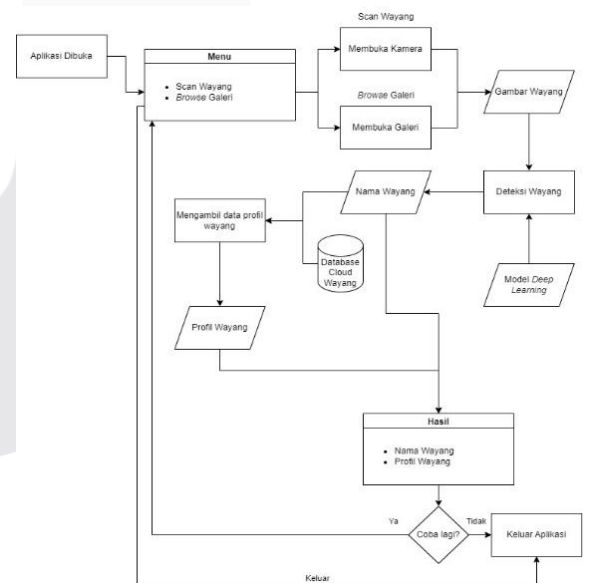 Scan Wayang
Aplikasi Dibuka
Menu
Scan Wayang
Browse Galeri
Membuka Kamera
Browse Galeri
Membuka Galeri
Gambar Wayang
Deteksi Wayang
Model Deep
Learning
Nama Wayang
Mengambil data profil
wayang
Database
Cloud
Wayang
Profil Wayang
Hasil
Nama Wayang
Profil Wayang
Coba lagi?
Ya
Tidak
Keluar Aplikasi
Keluar